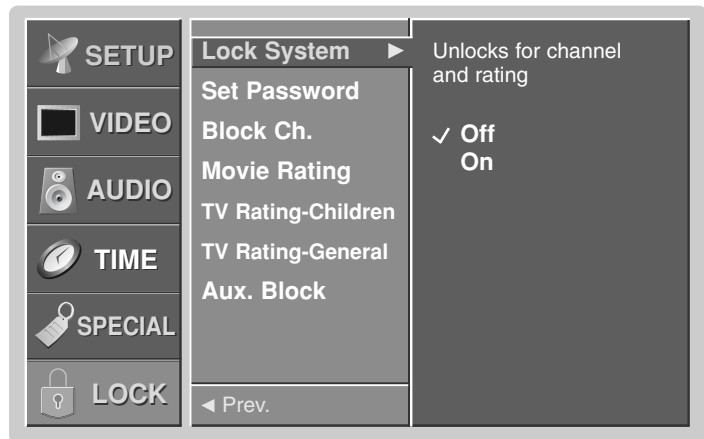 SETUP
VIDEO
AUDIO
TIME
SPECIAL
LOCK
Lock System ►
Set Password
Block Ch.
Movie Rating
TV Rating-Children
TV Rating-General
Aux. Block
◄ Prev.
Unlocks for channel
and rating
✓ Off
On